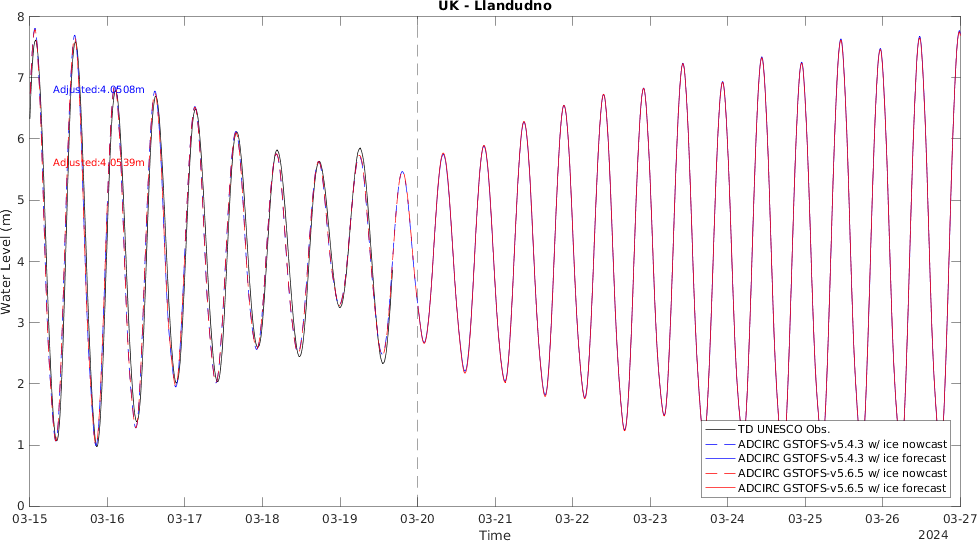 UK - Llandudno
8
7
6
5
4
3
2
1
0
Water Level (m)
Adjusted:4.0508m
Adjusted:4.0539m
TD UNESCO Obs.
ADCIRC GSTOFS-v5.4.3 w/ ice nowcast
ADCIRC GSTOFS-v5.4.3 w/ ice forecast
ADCIRC GSTOFS-v5.6.5 w/ ice nowcast
ADCIRC GSTOFS-v5.6.5 w/ ice forecast
03-15 03-16 03-17 03-18 03-19 03-20 03-21 03-22 03-23 03-24 03-25 03-26 03-27
Time
2024